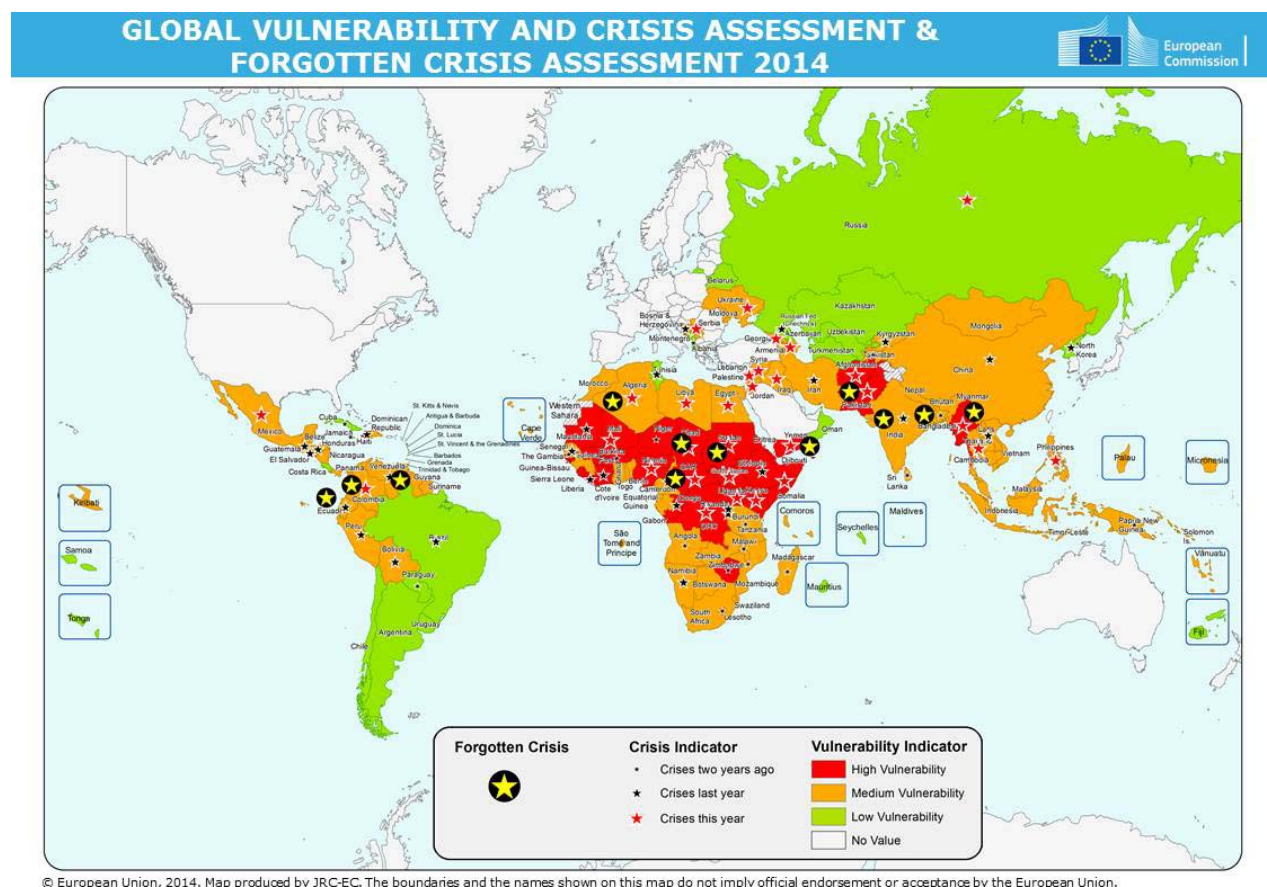 GLOBAL VULNERABILITY AND CRISIS ASSESSMENT &
FORGOTTEN CRISIS ASSESSMENT 2014
European
Commission
Russia
Belarus
Ukraine
Moldova
Kazakhstan
Bosnia &
Herzegovina
Serbia
Montenegro
Albania
Russian Fed.
Georgia
Azerbaijan
Armenia
Uzbekistan
Kyrgyzstan
Turkmenistan
Mongolia
North
Korea
China
Lebanon
Syria
Palestine
Jordan
Iraq
Iran
Afghanistan
Pakistan
Nepal
Bhutan
India
Bangladesh
Myanmar
Laos
Vietnam
Cambodia
Philippines
Sri
Lanka
Malaysia
Indonesia
Timor-Leste
Papua New
Guinea
Solomon
Is.
Palau
Micronesia
Vanuatu
Fiji
Maldives
Seychelles
Comoros
Mauritius
Madagascar
Tunisia
Morocco
Algeria
Libya
Egypt
Western
Sahara
Cape
Verde
Mauritania
Mali
Niger
Chad
Sudan
Eritrea
Yemen
Oman
Djibouti
Somalia
Senegal
The Gambia
Guinea-Bissau
Sierra Leone
Liberia
Cote
d'Ivoire
Togo
Cameroun
Equatorial
Guinea
Gabon
São
Tomé and
Principe
CAR
DRC
Burundi
Tanzania
Angola
Malawi
Zambia
Zimbabwe
Mozambique
Namibia
Botswana
Swaziland
Lesotho
South
Africa
Mexico
Cuba
Dominican
Republic
Jamaica
Haiti
Belize
Honduras
Guatemala
El Salvador
Nicaragua
Costa Rica
Panama
St. Kitts & Nevis
Antigua & Barbuda
Dominica
St. Lucia
St. Vincent & the Grenadines
Barbados
Grenada
Trinidad & Tobago
Venezuela
Guyana
Suriname
Colombia
Ecuador
Peru
Brazil
Bolivia
Paraguay
Uruguay
Argentina
Chile
Kiribati
Samoa
Tonga
Forgotten Crisis
Crisis Indicator
Crises two years ago
Crises last year
Crises this year
Vulnerability Indicator
High Vulnerability
Medium Vulnerability
Low Vulnerability
No Value
© European Union, 2014. Map produced by JRC-EC. The boundaries and the names shown on this map do not imply official endorsement or acceptance by the European Union.